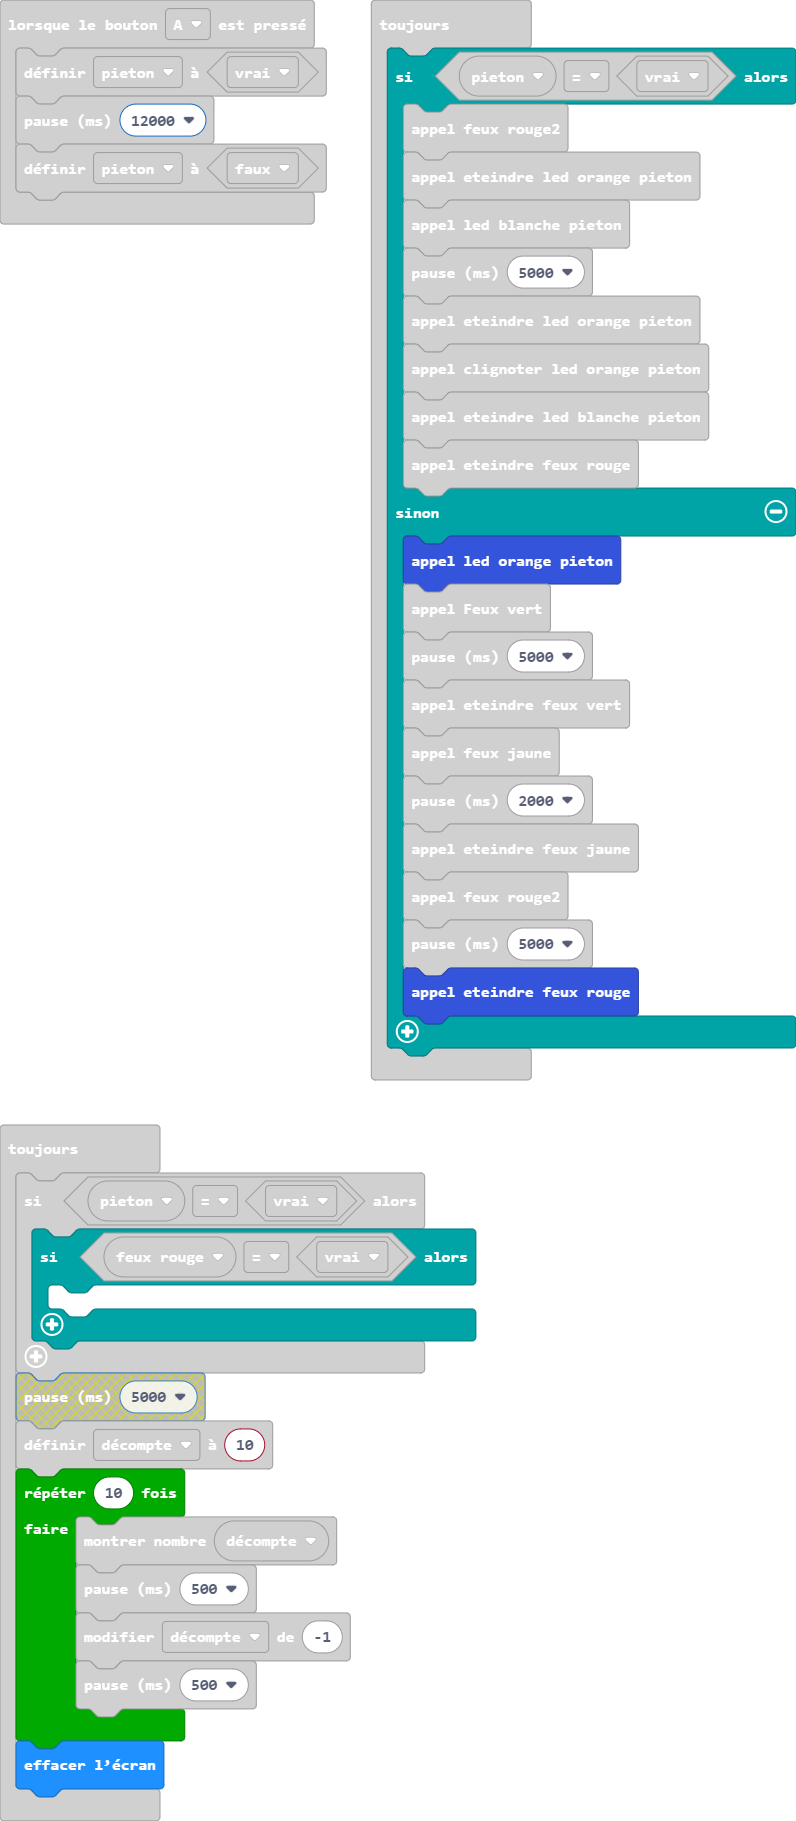 lorsque le bouton A est pressé
définir pieton à vrai
pause (ms) 12000
définir pieton à faux
toujours
si pieton = vrai alors
appel feux rouge2
appel eteindre led orange pieton
appel led blanche pieton
pause (ms) 5000
appel eteindre led orange pieton
appel clignoter led orange pieton
appel eteindre led blanche pieton
appel eteindre feux rouge
sinon
appel led orange pieton
appel Feux vert
pause (ms) 5000
appel eteindre feux vert
appel feux jaune
pause (ms) 2000
appel eteindre feux jaune
appel feux rouge2
pause (ms) 5000
appel eteindre feux rouge
toujours
si pieton = vrai alors
si feux rouge = vrai alors
pause (ms) 5000
définir décompte à 10
répéter 10 fois
faire
montrer nombre décompte
pause (ms) 500
modifier décompte de -1
pause (ms) 500
effacer l’écran